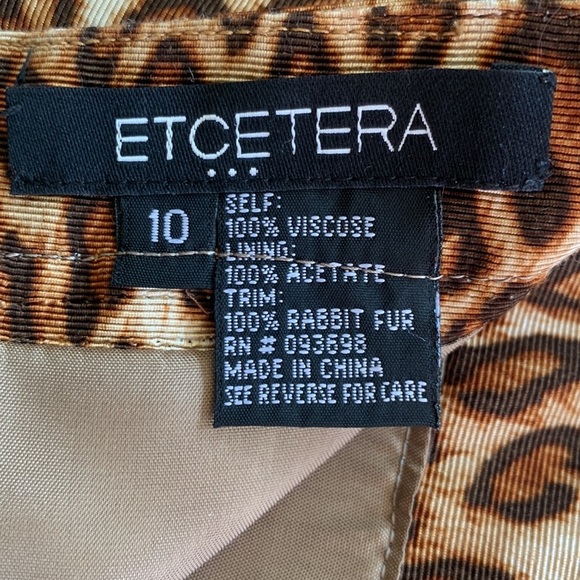 ETCETERA
10
SELF:
100% VISCOSE
LINING:
100% ACETATE
TRIM:
100% RABBIT FUR
RN # 093698
MADE IN CHINA
SEE REVERSE FOR CARE